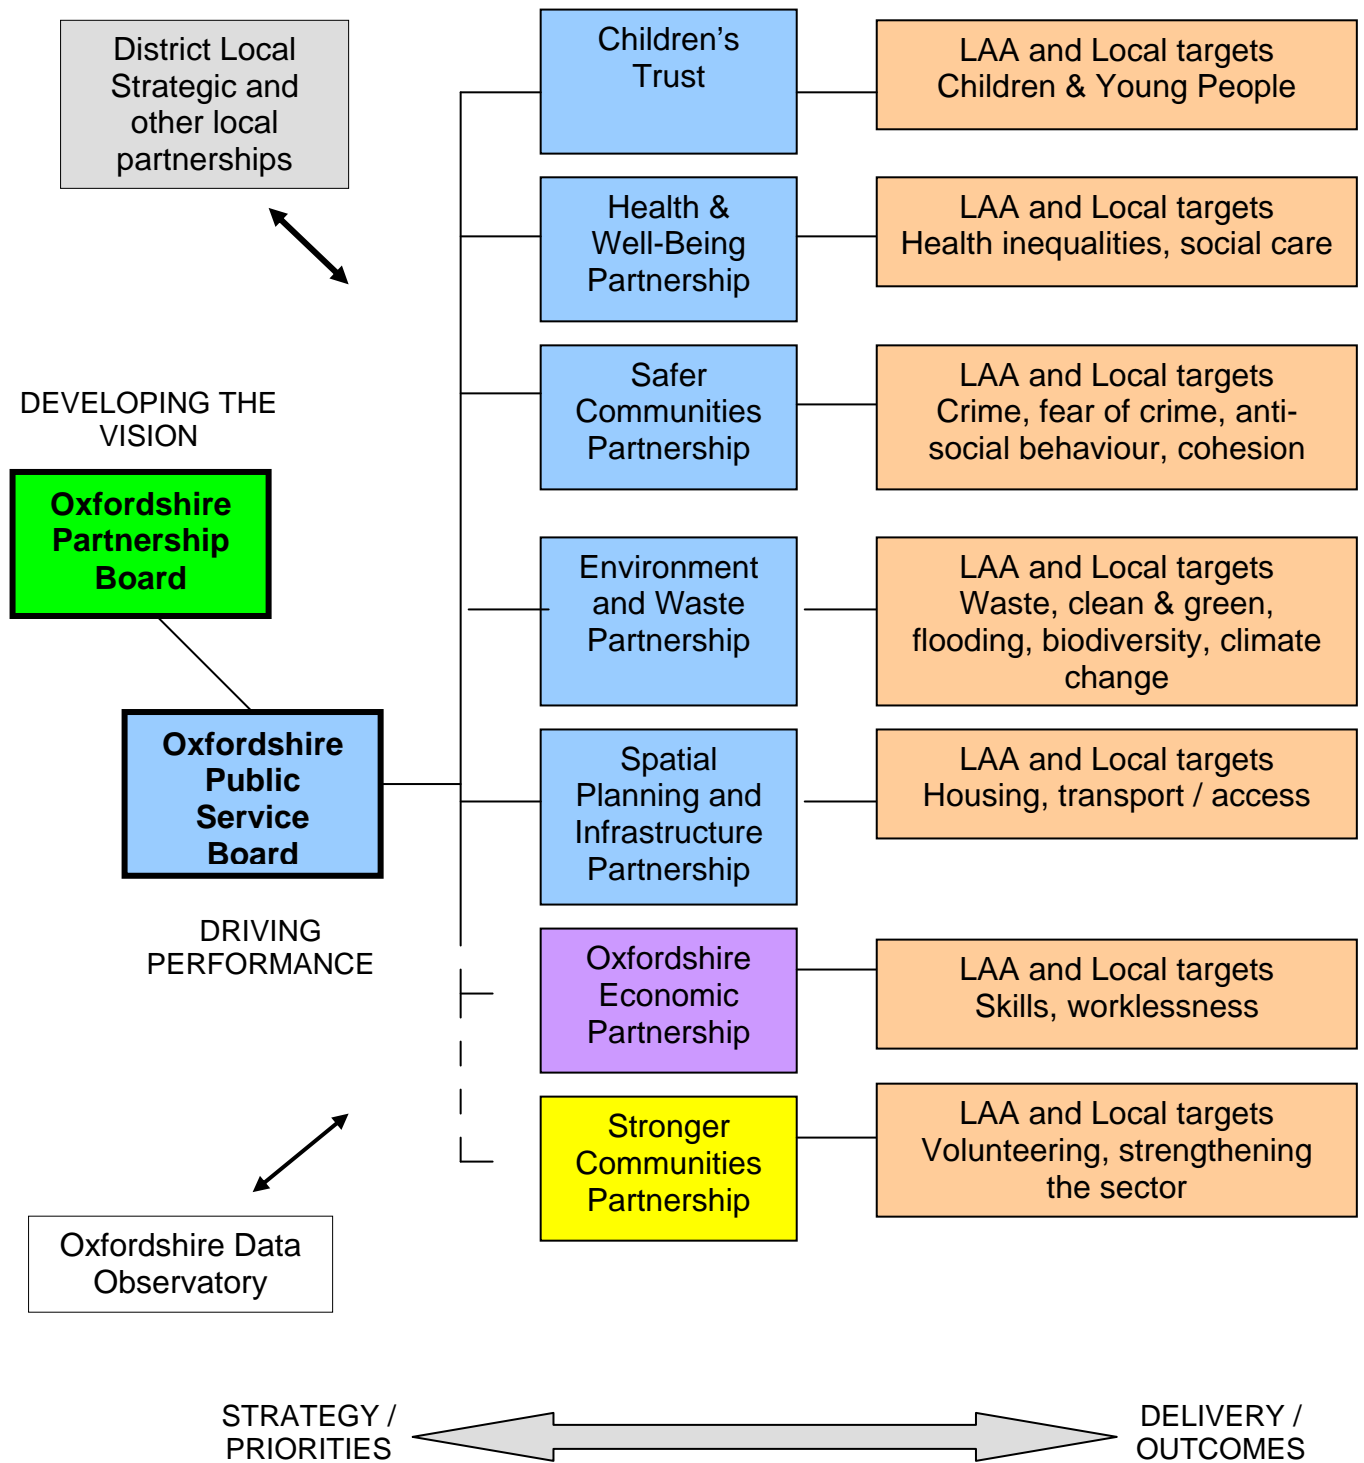 District Local
Strategic and
other local
partnerships
DEVELOPING THE
VISION
Oxfordshire
Partnership
Board
Oxfordshire
Public
Service
Board
DRIVING
PERFORMANCE
Oxfordshire Data
Observatory
Children's
Trust
LAA and Local targets
Children & Young People
Health &
Well-Being
Partnership
LAA and Local targets
Health inequalities, social care
Safer
Communities
Partnership
LAA and Local targets
Crime, fear of crime, anti-
social behaviour, cohesion
Environment
and Waste
Partnership
LAA and Local targets
Waste, clean & green,
flooding, biodiversity, climate
change
Spatial
Planning and
Infrastructure
Partnership
LAA and Local targets
Housing, transport / access
Oxfordshire
Economic
Partnership
LAA and Local targets
Skills, worklessness
Stronger
Communities
Partnership
LAA and Local targets
Volunteering, strengthening
the sector
STRATEGY /
PRIORITIES
DELIVERY /
OUTCOMES